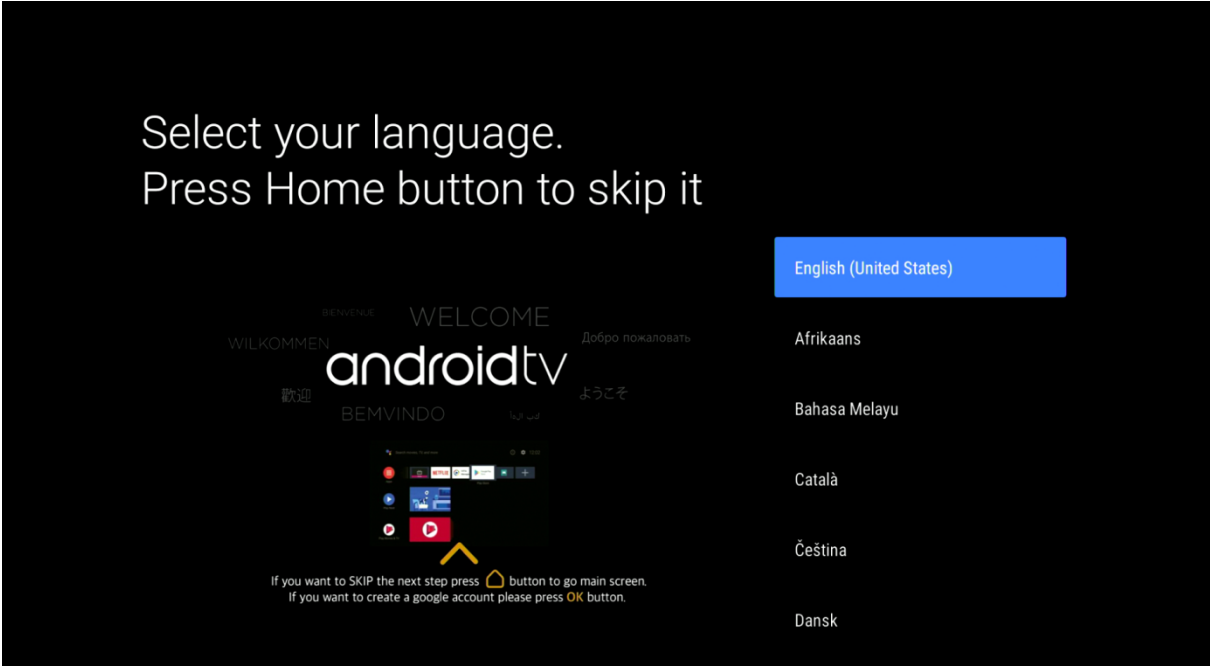 Select your language.
Press Home button to skip it
English (United States)
Afrikaans
Bahasa Melayu
Català
Čeština
Dansk
BIENVENUE
WELCOME
WILKOMMEN
Добро пожаловать
androidtv
歡迎
ようこそ
BEMVINDO
NETFLIX
If you want to SKIP the next step press button to go main screen.
If you want to create a google account please press OK button.